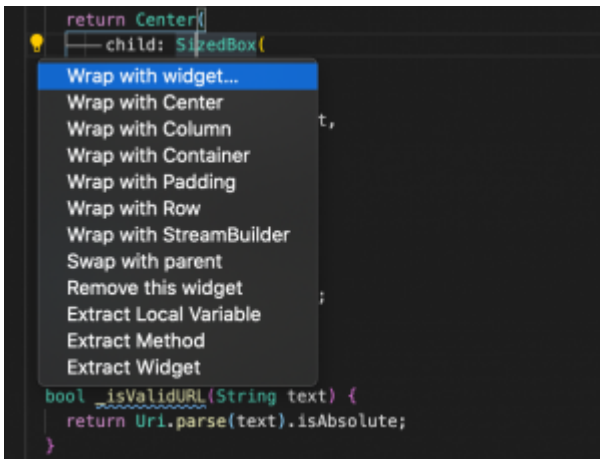 return Center(
child: SizedBox(
Wrap with widget...
Wrap with Center
Wrap with Column
t,
Wrap with Container
Wrap with Padding
Wrap with Row
Wrap with StreamBuilder
Swap with parent
Remove this widget
;
Extract Local Variable
Extract Method
Extract Widget
bool _isValidURL(String text) {
return Uri.parse(text).isAbsolute;
}